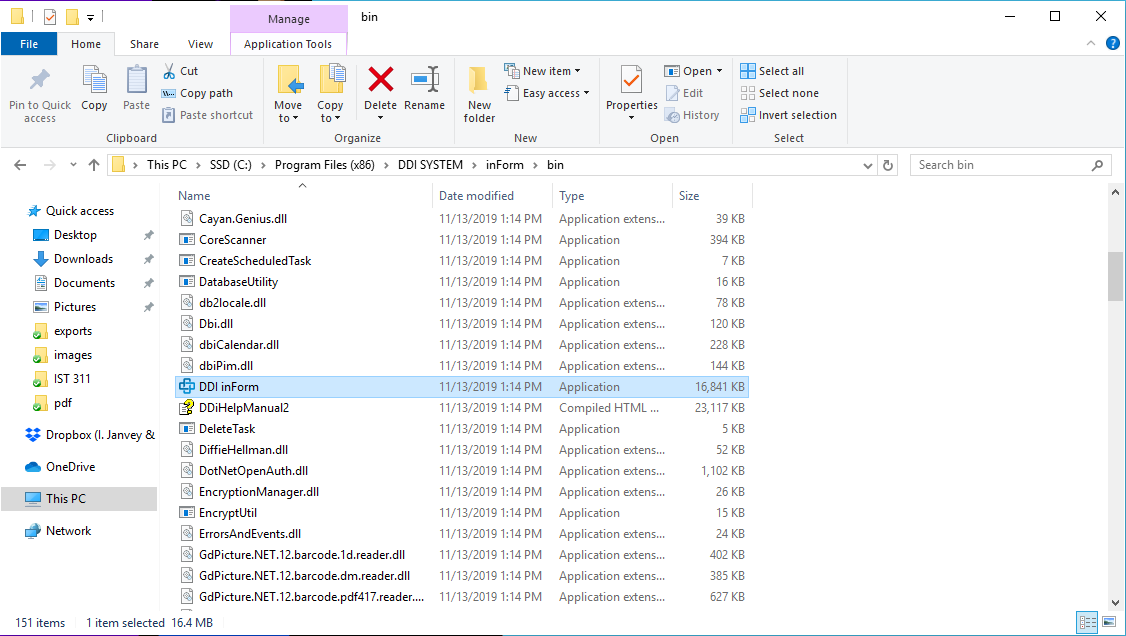 Manage
bin
File
Home
Share
View
Application Tools
Pin to Quick access
Copy
Paste
Cut
Copy path
Paste shortcut
Clipboard
Move to
Copy to
Delete
Rename
Organize
New folder
New item
Easy access
New
Properties
Open
Edit
History
Open
Select all
Select none
Invert selection
Select
This PC > SSD (C:) > Program Files (x86) > DDI SYSTEM > inForm > bin
Search bin
Quick access
Desktop
Downloads
Documents
Pictures
exports
images
IST 311
pdf
Dropbox (I. Janvey &
OneDrive
This PC
Network
Name Date modified Type Size
Cayan.Genius.dll 11/13/2019 1:14 PM Application extens... 39 KB
CoreScanner 11/13/2019 1:14 PM Application 394 KB
CreateScheduledTask 11/13/2019 1:14 PM Application 7 KB
DatabaseUtility 11/13/2019 1:14 PM Application 16 KB
db2locale.dll 11/13/2019 1:14 PM Application extens... 78 KB
Dbi.dll 11/13/2019 1:14 PM Application extens... 120 KB
dbiCalendar.dll 11/13/2019 1:14 PM Application extens... 228 KB
dbiPim.dll 11/13/2019 1:14 PM Application extens... 144 KB
DDI inForm 11/13/2019 1:14 PM Application 16,841 KB
DDiHelpManual2 11/13/2019 1:14 PM Compiled HTML ... 23,117 KB
DeleteTask 11/13/2019 1:14 PM Application 5 KB
DiffieHellman.dll 11/13/2019 1:14 PM Application extens... 52 KB
DotNetOpenAuth.dll 11/13/2019 1:14 PM Application extens... 1,102 KB
EncryptionManager.dll 11/13/2019 1:14 PM Application extens... 26 KB
EncryptUtil 11/13/2019 1:14 PM Application 15 KB
ErrorsAndEvents.dll 11/13/2019 1:14 PM Application extens... 24 KB
GdPicture.NET.12.barcode.1d.reader.dll 11/13/2019 1:14 PM Application extens... 402 KB
GdPicture.NET.12.barcode.dm.reader.dll 11/13/2019 1:14 PM Application extens... 385 KB
GdPicture.NET.12.barcode.pdf417.reader.... 11/13/2019 1:14 PM Application extens... 627 KB
151 items 1 item selected 16.4 MB